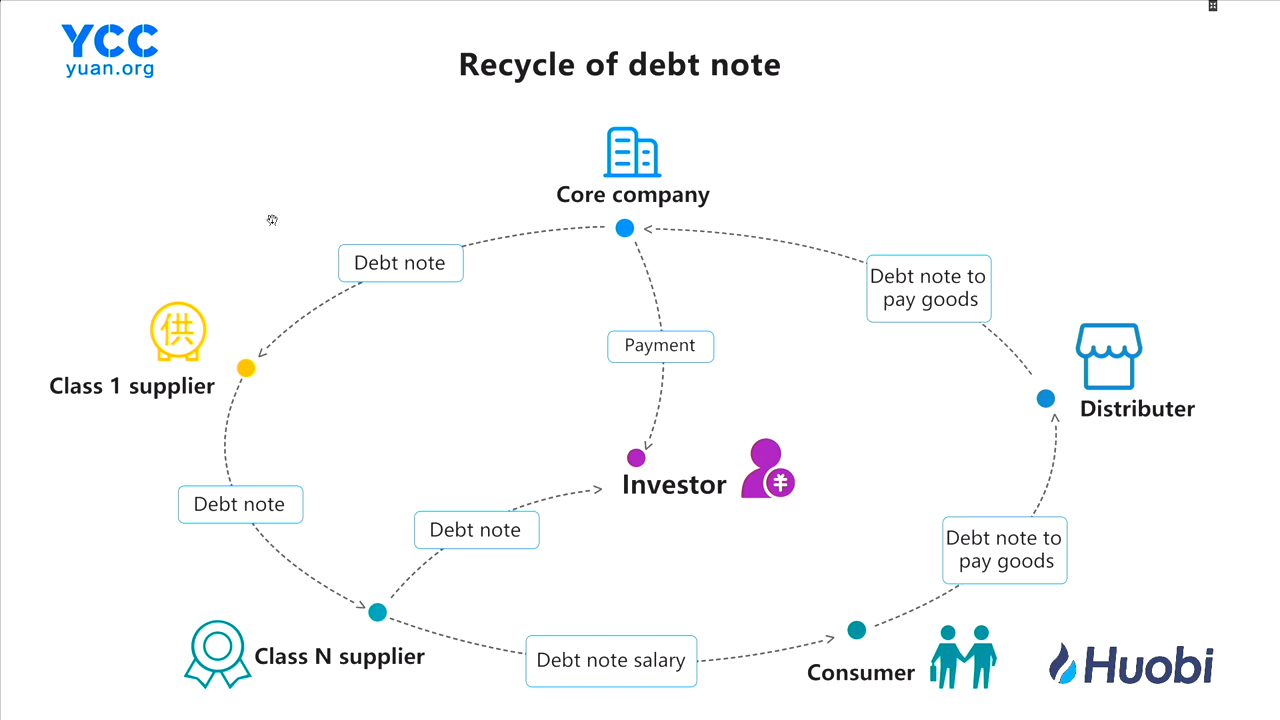 YCC
yuan.org
Recycle of debt note
Core company
Debt note
Debt note to
pay goods
供
Class 1 supplier
Payment
Distributer
Investor
¥
Debt note
Debt note
Debt note to
pay goods
Class N supplier
Debt note salary
Consumer
Huobi